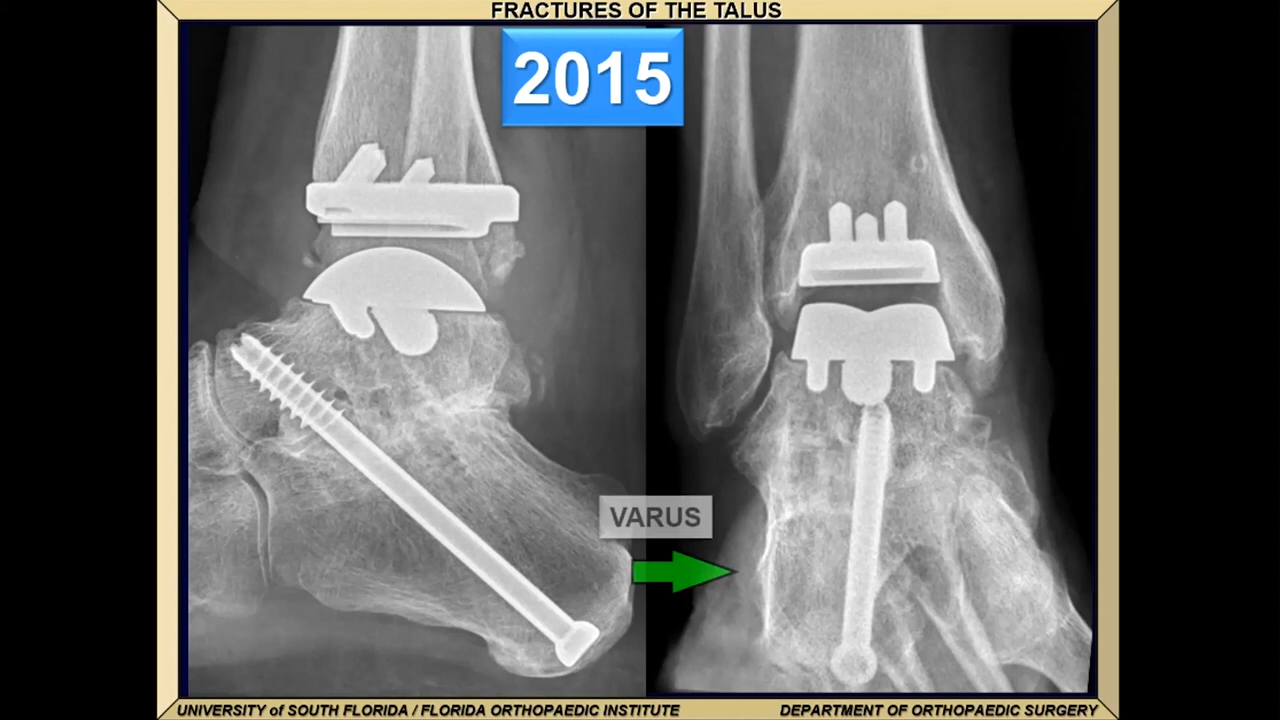 FRACTURES OF THE TALUS
2015
VARUS
UNIVERSITY of SOUTH FLORIDA / FLORIDA ORTHOPAEDIC INSTITUTE
DEPARTMENT OF ORTHOPAEDIC SURGERY